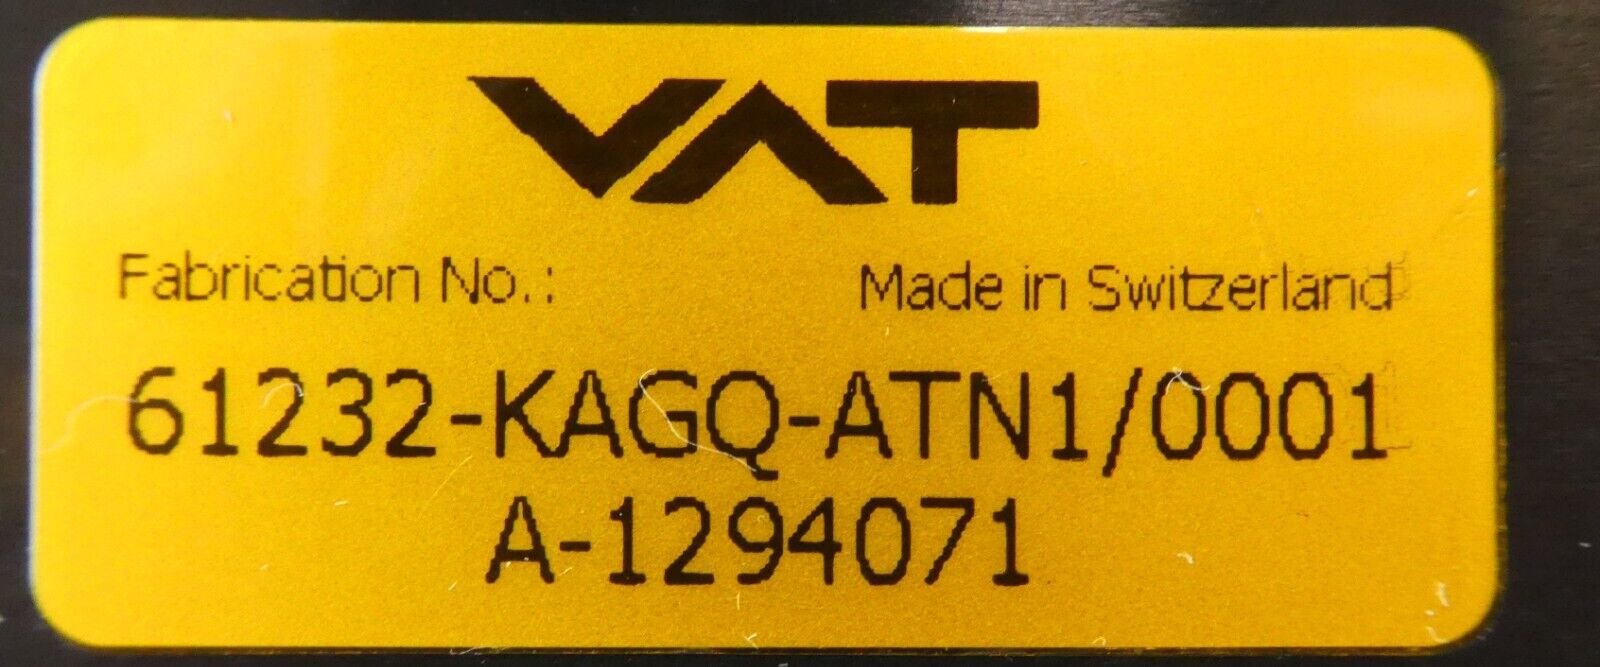 VAT
Fabrication No.: Made in Switzerland
61232-KAGQ-ATN1/0001
A-1294071